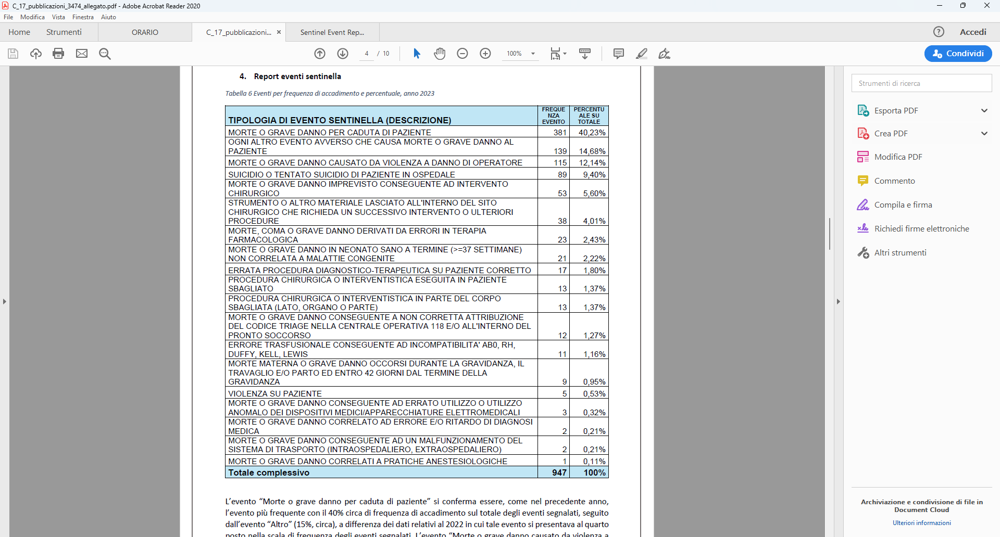 C_17_pubblicazioni_3474_allegato.pdf - Adobe Acrobat Reader 2020
File Modifica Vista Finestra Aiuto
Home Strumenti ORARIO C_17_pubblicazioni... × Sentinel Event Rep... ? Accedi
4 / 10 100% Condividi
4. Report eventi sentinella
Tabella 6 Eventi per frequenza di accadimento e percentuale, anno 2023
TIPOLOGIA DI EVENTO SENTINELLA (DESCRIZIONE)
FREQUE
NZA
EVENTO
PERCENTU
ALE SU
TOTALE
MORTE O GRAVE DANNO PER CADUTA DI PAZIENTE 381 40,23%
OGNI ALTRO EVENTO AVVERSO CHE CAUSA MORTE O GRAVE DANNO AL
PAZIENTE 139 14,68%
MORTE O GRAVE DANNO CAUSATO DA VIOLENZA A DANNO DI OPERATORE 115 12,14%
SUICIDIO O TENTATO SUICIDIO DI PAZIENTE IN OSPEDALE 89 9,40%
MORTE O GRAVE DANNO IMPREVISTO CONSEGUENTE AD INTERVENTO
CHIRURGICO 53 5,60%
STRUMENTO O ALTRO MATERIALE LASCIATO ALL'INTERNO DEL SITO
CHIRURGICO CHE RICHIEDA UN SUCCESSIVO INTERVENTO O ULTERIORI
PROCEDURE 38 4,01%
MORTE, COMA O GRAVE DANNO DERIVATI DA ERRORI IN TERAPIA
FARMACOLOGICA 23 2,43%
MORTE O GRAVE DANNO IN NEONATO SANO A TERMINE (>=37 SETTIMANE)
NON CORRELATA A MALATTIE CONGENITE 21 2,22%
ERRATA PROCEDURA DIAGNOSTICO-TERAPEUTICA SU PAZIENTE CORRETTO 17 1,80%
PROCEDURA CHIRURGICA O INTERVENTISTICA ESEGUITA IN PAZIENTE
SBAGLIATO 13 1,37%
PROCEDURA CHIRURGICA O INTERVENTISTICA IN PARTE DEL CORPO
SBAGLIATA (LATO, ORGANO O PARTE) 13 1,37%
MORTE O GRAVE DANNO CONSEGUENTE A NON CORRETTA ATTRIBUZIONE
DEL CODICE TRIAGE NELLA CENTRALE OPERATIVA 118 E/O ALL'INTERNO DEL
PRONTO SOCCORSO 12 1,27%
ERRORE TRASFUSIONALE CONSEGUENTE AD INCOMPATIBILITA' AB0, RH,
DUFFY, KELL, LEWIS 11 1,16%
MORTE MATERNA O GRAVE DANNO OCCORSI DURANTE LA GRAVIDANZA, IL
TRAVAGLIO E/O PARTO ED ENTRO 42 GIORNI DAL TERMINE DELLA
GRAVIDANZA 9 0,95%
VIOLENZA SU PAZIENTE 5 0,53%
MORTE O GRAVE DANNO CONSEGUENTE AD ERRATO UTILIZZO O UTILIZZO
ANOMALO DEI DISPOSITIVI MEDICI/APPARECCHIATURE ELETTROMEDICALI 3 0,32%
MORTE O GRAVE DANNO CORRELATO AD ERRORE E/O RITARDO DI DIAGNOSI
MEDICA 2 0,21%
MORTE O GRAVE DANNO CONSEGUENTE AD UN MALFUNZIONAMENTO DEL
SISTEMA DI TRASPORTO (INTRAOSPEDALIERO, EXTRAOSPEDALIERO) 2 0,21%
MORTE O GRAVE DANNO CORRELATI A PRATICHE ANESTESIOLOGICHE 1 0,11%
Totale complessivo 947 100%
L'evento “Morte o grave danno per caduta di paziente” si conferma essere, come nel precedente anno,
l'evento più frequente con il 40% circa di frequenza di accadimento sul totale degli eventi segnalati, seguito
dall'evento “Altro” (15%, circa), a differenza dei dati relativi al 2022 in cui tale evento si presentava al quarto
posto nella scala di frequenza degli eventi segnalati. L'evento “Morte o grave danno causato da violenza a
Strumenti di ricerca
Esporta PDF
Crea PDF
Modifica PDF
Commento
Compila e firma
Richiedi firme elettroniche
Altri strumenti
Archiviazione e condivisione di file in
Document Cloud
Ulteriori informazioni